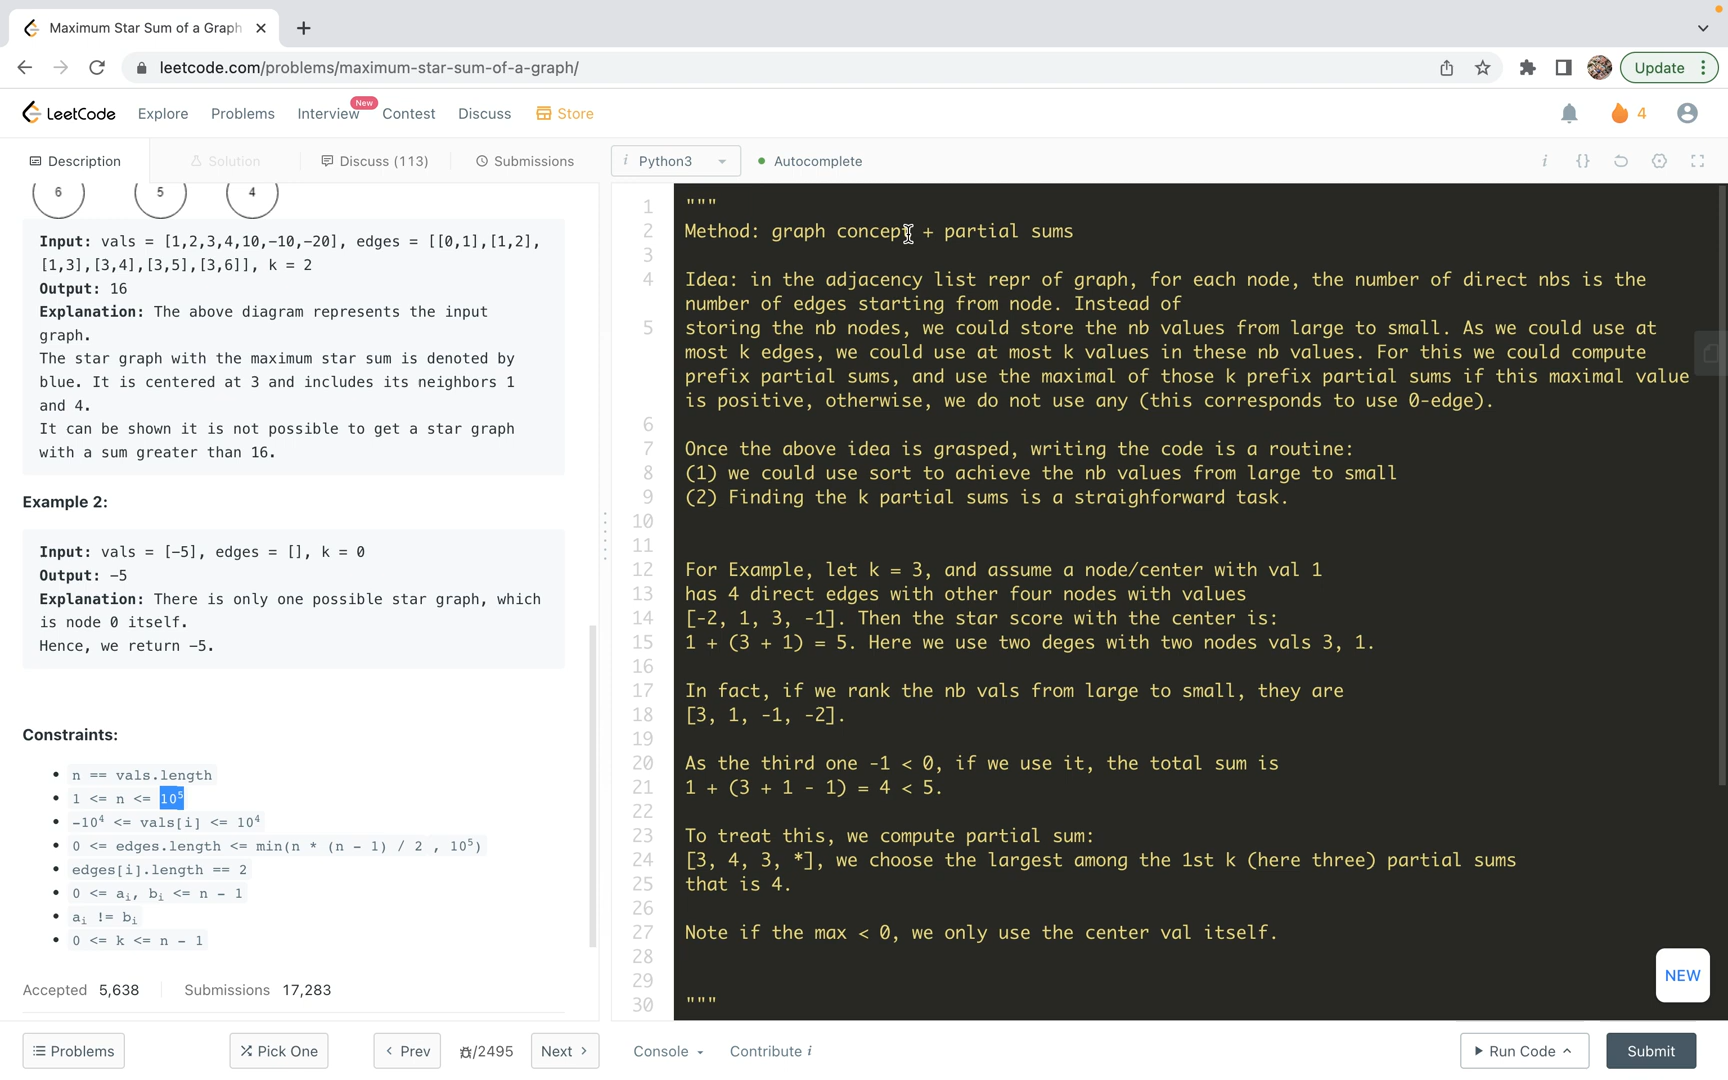 Maximum Star Sum of a Graph
leetcode.com/problems/maximum-star-sum-of-a-graph/
Update
LeetCode
Explore
Problems
Interview
New
Contest
Discuss
Store
4
Description
Solution
Discuss (113)
Submissions
i Python3
Autocomplete
i {}
6 5 4
Input: vals = [1,2,3,4,10,-10,-20], edges = [[0,1],[1,2],
[1,3],[3,4],[3,5],[3,6]], k = 2
Output: 16
Explanation: The above diagram represents the input
graph.
The star graph with the maximum star sum is denoted by
blue. It is centered at 3 and includes its neighbors 1
and 4.
It can be shown it is not possible to get a star graph
with a sum greater than 16.
Example 2:
Input: vals = [-5], edges = [], k = 0
Output: -5
Explanation: There is only one possible star graph, which
is node 0 itself.
Hence, we return -5.
Constraints:
• n == vals.length
• 1 <= n <= 10⁵
• -10⁴ <= vals[i] <= 10⁴
• 0 <= edges.length <= min(n * (n - 1) / 2 , 10⁵)
• edges[i].length == 2
• 0 <= aᵢ, bᵢ <= n - 1
• aᵢ != bᵢ
• 0 <= k <= n - 1
Accepted 5,638
Submissions 17,283
1 """
2 Method: graph concept + partial sums
3
4 Idea: in the adjacency list repr of graph, for each node, the number of direct nbs is the
number of edges starting from node. Instead of
5 storing the nb nodes, we could store the nb values from large to small. As we could use at
most k edges, we could use at most k values in these nb values. For this we could compute
prefix partial sums, and use the maximal of those k prefix partial sums if this maximal value
is positive, otherwise, we do not use any (this corresponds to use 0-edge).
6
7 Once the above idea is grasped, writing the code is a routine:
8 (1) we could use sort to achieve the nb values from large to small
9 (2) Finding the k partial sums is a straighforward task.
10
11
12 For Example, let k = 3, and assume a node/center with val 1
13 has 4 direct edges with other four nodes with values
14 [-2, 1, 3, -1]. Then the star score with the center is:
15 1 + (3 + 1) = 5. Here we use two deges with two nodes vals 3, 1.
16
17 In fact, if we rank the nb vals from large to small, they are
18 [3, 1, -1, -2].
19
20 As the third one -1 < 0, if we use it, the total sum is
21 1 + (3 + 1 - 1) = 4 < 5.
22
23 To treat this, we compute partial sum:
24 [3, 4, 3, *], we choose the largest among the 1st k (here three) partial sums
25 that is 4.
26
27 Note if the max < 0, we only use the center val itself.
28
29
30 """
NEW
Problems
Pick One
Prev
/2495
Next
Console
Contribute i
Run Code
Submit